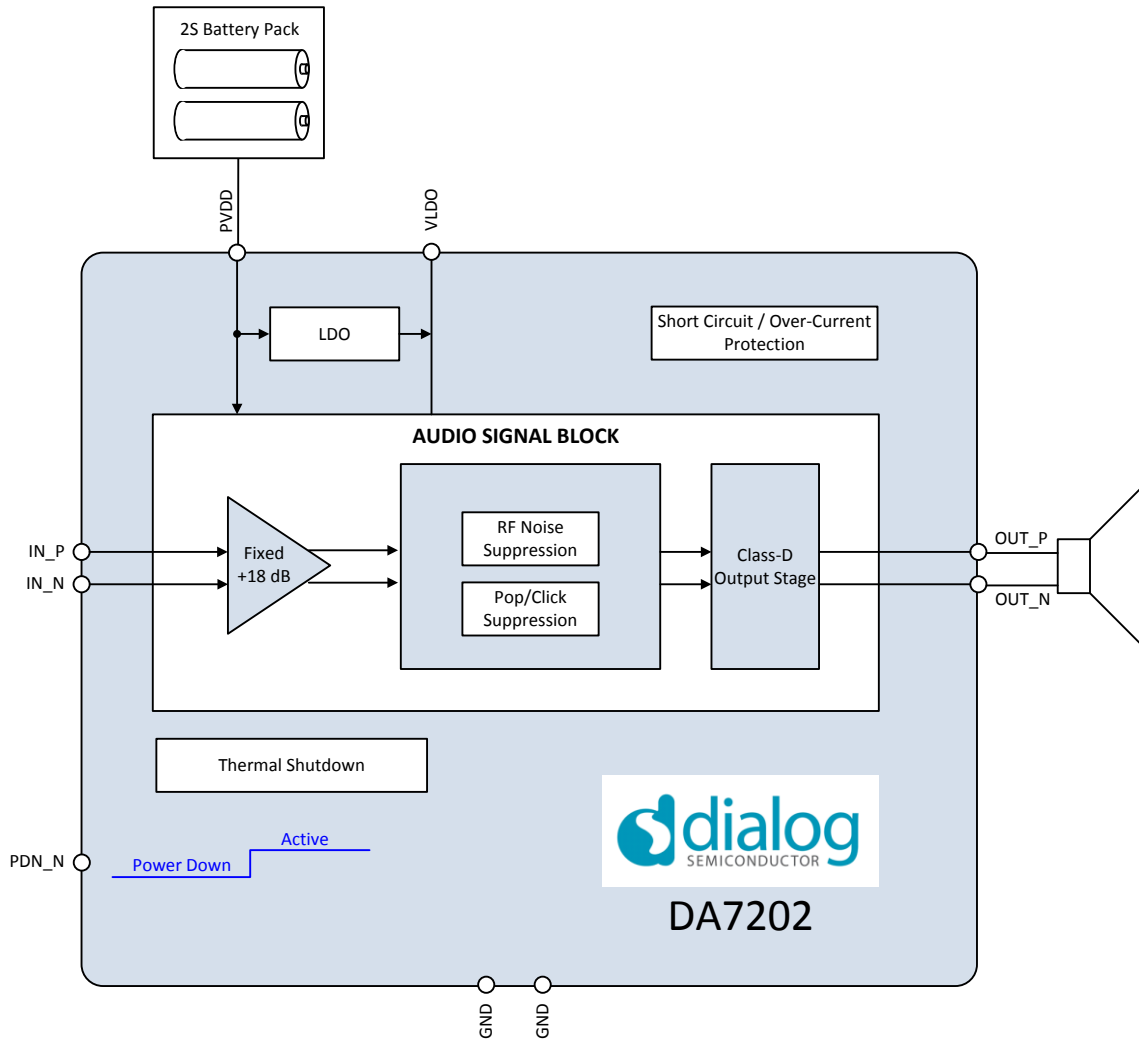 2S Battery Pack
PVDD
VLDO
LDO
Short Circuit / Over-Current
Protection
AUDIO SIGNAL BLOCK
IN_P
IN_N
Fixed
+18 dB
RF Noise
Suppression
Pop/Click
Suppression
Class-D
Output Stage
OUT_P
OUT_N
Thermal Shutdown
PDN_N
Power Down
Active
dialog
SEMICONDUCTOR
DA7202
GND
GND